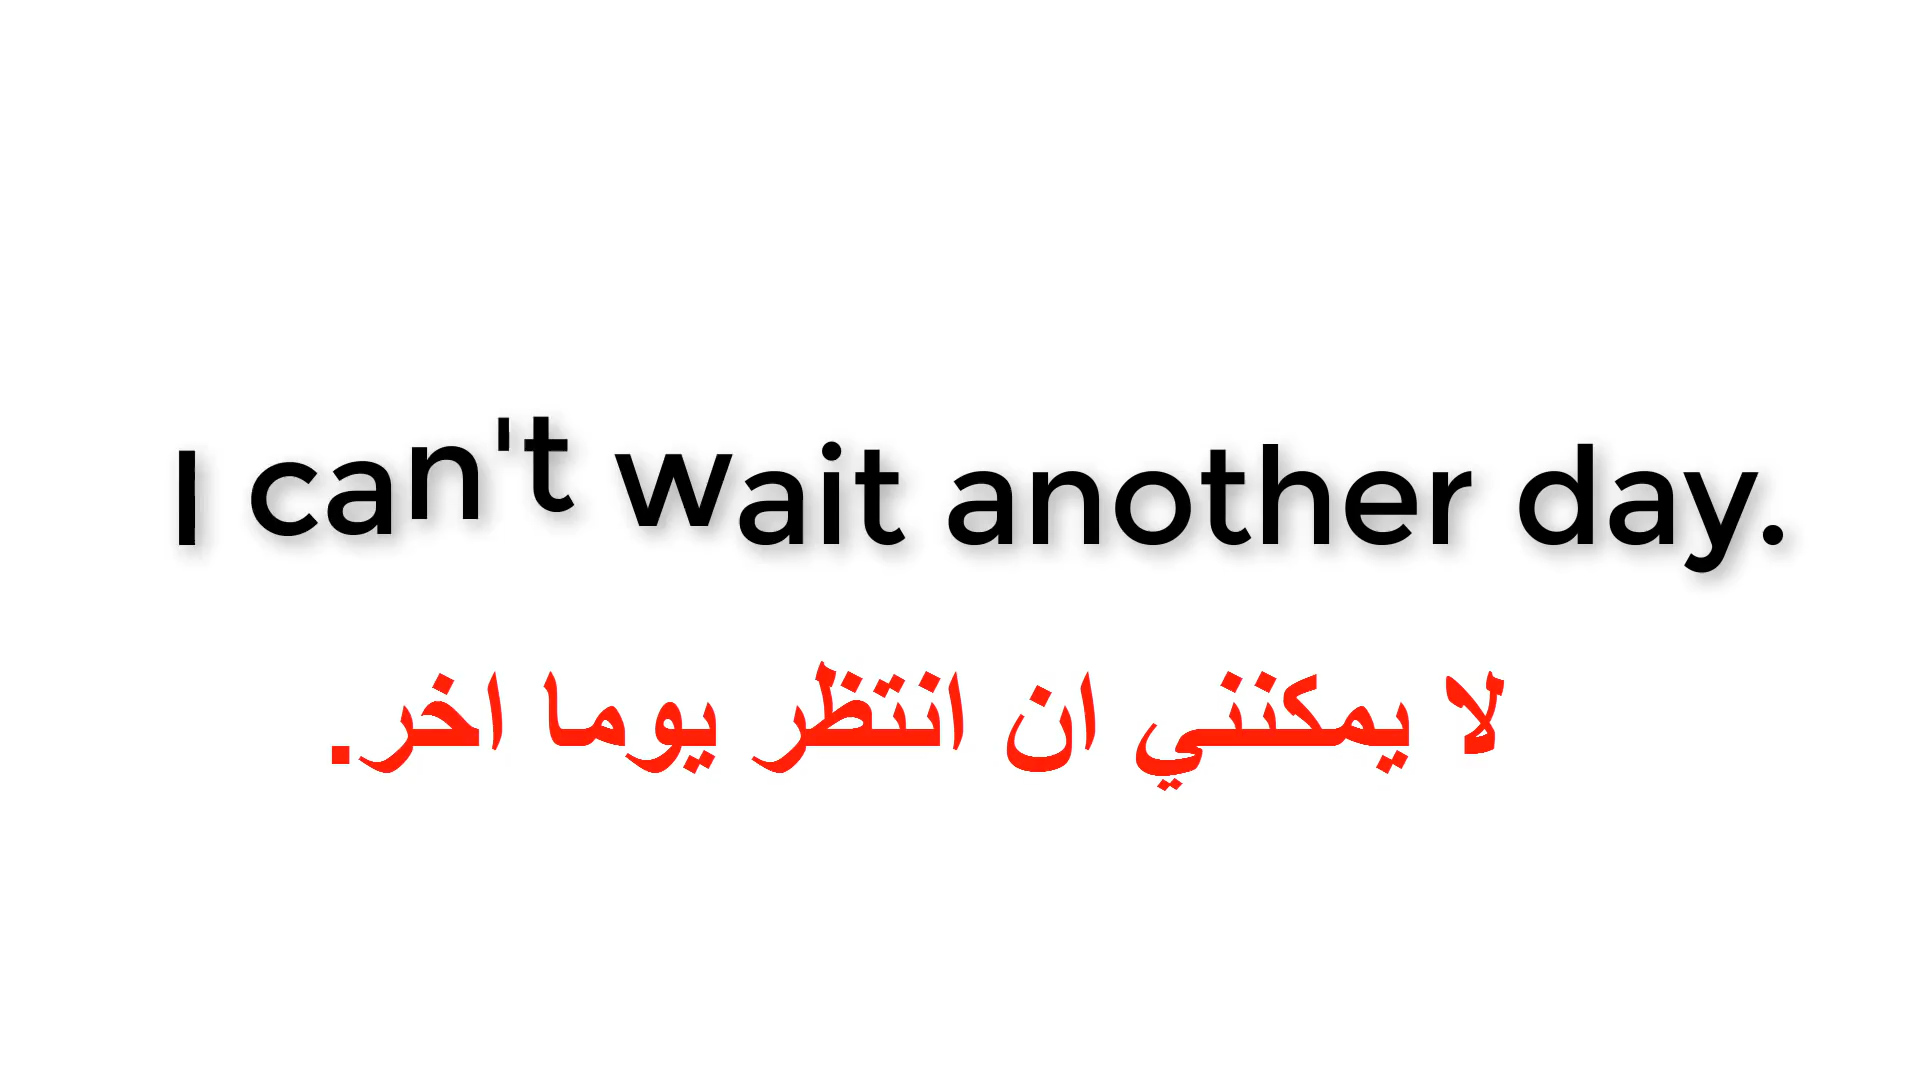 I can't wait another day.
لا يمكنني ان انتظر يوما اخر.